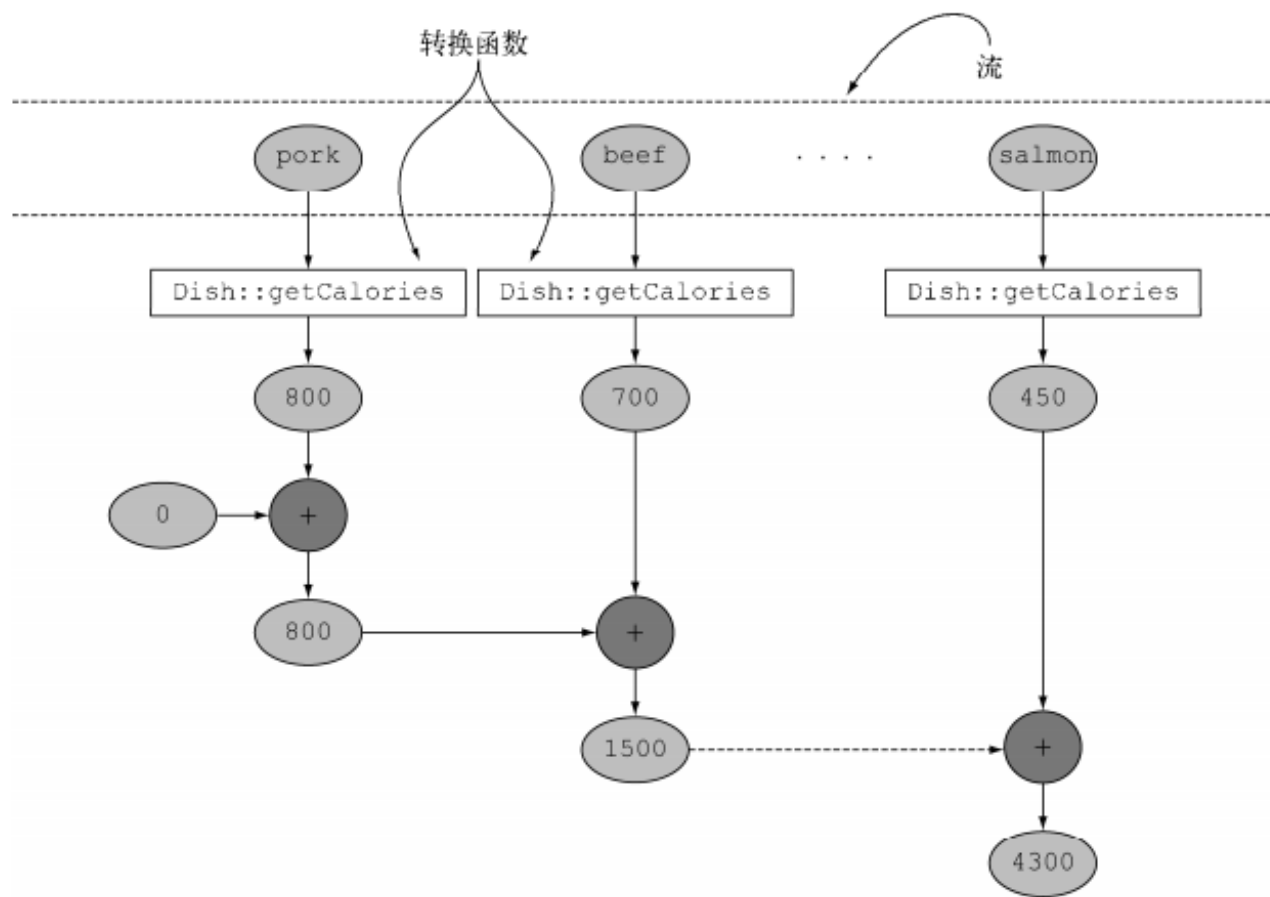 转换函数
流
pork
beef
. . . .
salmon
Dish::getCalories
Dish::getCalories
Dish::getCalories
800
700
450
0
+
800
+
1500
+
4300